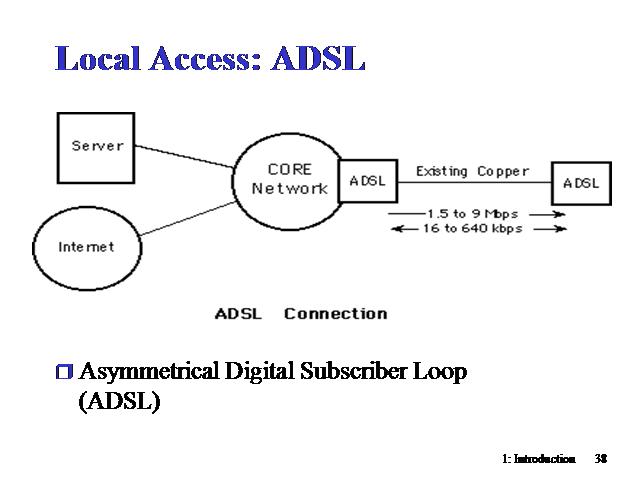 Local Access: ADSL
Server
CORE
Network
ADSL
Existing Copper
ADSL
1.5 to 9 Mbps
16 to 640 kbps
Internet
ADSL Connection
Asymmetrical Digital Subscriber Loop
(ADSL)
1: Introduction 38